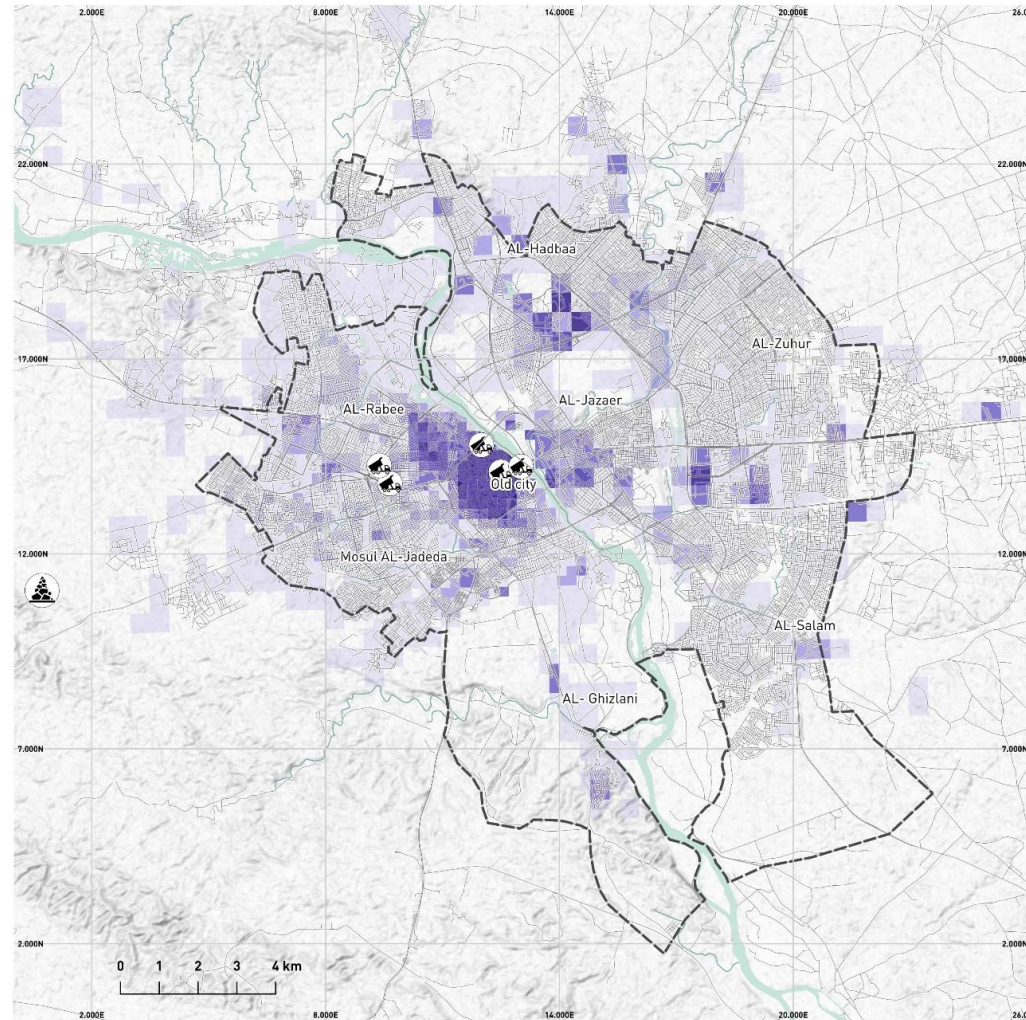 2.000E 8.000E 14.000E 20.000E 26.0
22.000N 22.000N
AL-Hadbaa
AL-Zuhur
17.000N 17.000N
AL-Rabee
AL-Jazaer
Old city
12.000N 12.000N
Mosul AL-Jadeda
AL-Salam
AL- Ghizlani
7.000N 7.000N
2.000N 2.000N
0 1 2 3 4 km
2.000E 8.000E 14.000E 20.000E 26.0